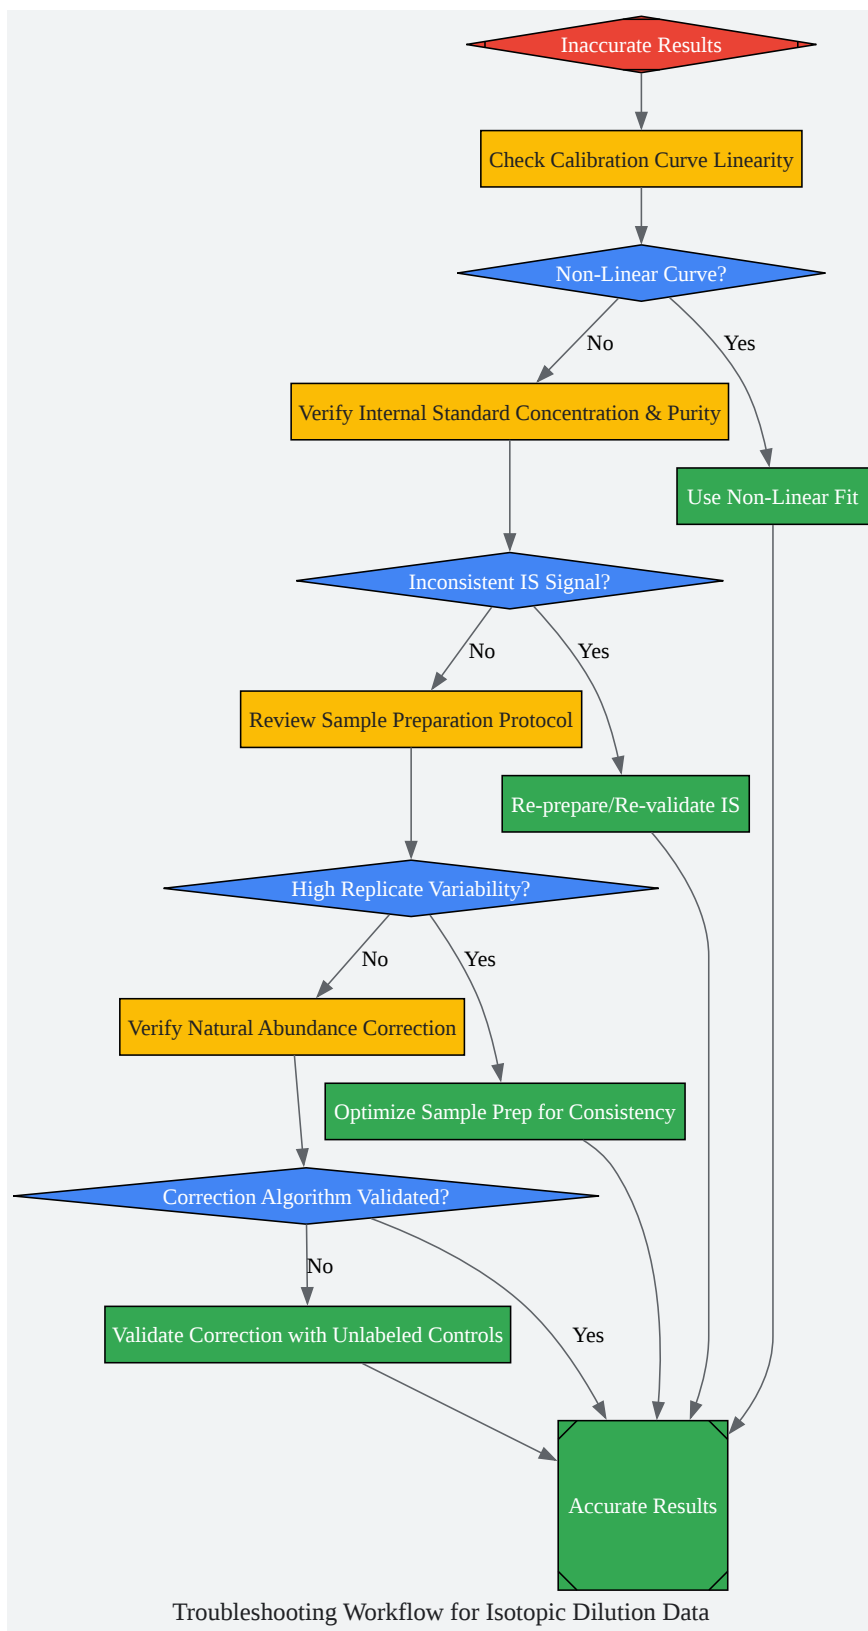 Inaccurate Results
Check Calibration Curve Linearity
Non-Linear Curve?
No
Yes
Verify Internal Standard Concentration & Purity
Use Non-Linear Fit
Inconsistent IS Signal?
No
Yes
Review Sample Preparation Protocol
Re-prepare/Re-validate IS
High Replicate Variability?
No
Yes
Verify Natural Abundance Correction
Optimize Sample Prep for Consistency
Correction Algorithm Validated?
No
Validate Correction with Unlabeled Controls
Yes
Accurate Results
Troubleshooting Workflow for Isotopic Dilution Data